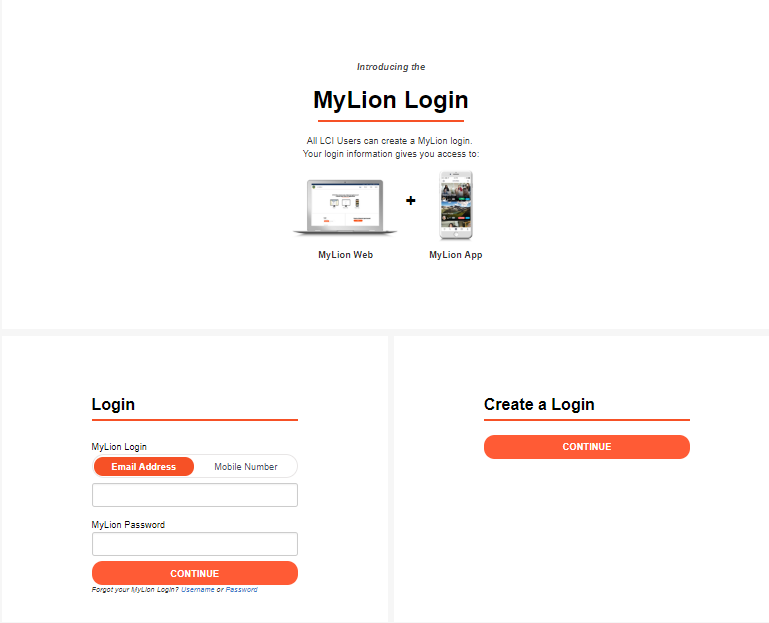 Introducing the
MyLion Login
All LCI Users can create a MyLion login.
Your login information gives you access to:
+
MyLion Web
MyLion App
Login
MyLion Login
Email Address
Mobile Number
MyLion Password
CONTINUE
Forgot your MyLion Login? Username or Password
Create a Login
CONTINUE